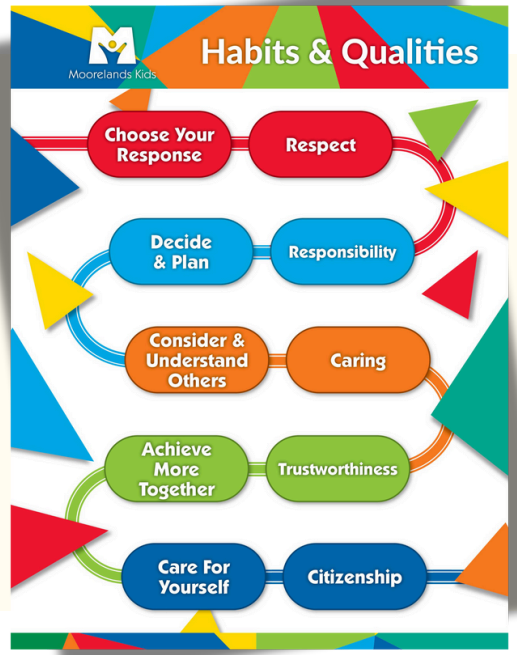 Habits & Qualities
Moorelands Kids
Choose Your
Response
Respect
Decide
& Plan
Responsibility
Consider &
Understand
Others
Caring
Achieve
More
Together
Trustworthiness
Care For
Yourself
Citizenship